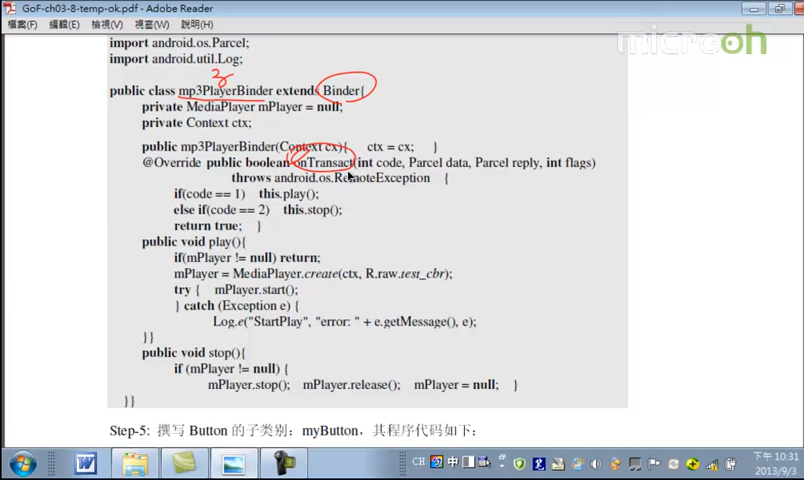 GoF-ch03-8-temp-ok.pdf - Adobe Reader
檔案(F) 編輯(E) 檢視(V) 視窗(W) 說明(H)
microoh
import android.os.Parcel;
import android.util.Log;
public class mp3PlayerBinder extends Binder{
private MediaPlayer mPlayer = null;
private Context ctx;
public mp3PlayerBinder(Context cx){ ctx = cx; }
@Override public boolean onTransact(int code, Parcel data, Parcel reply, int flags)
throws android.os.RemoteException {
if(code == 1) this.play();
else if(code == 2) this.stop();
return true; }
public void play(){
if(mPlayer != null) return;
mPlayer = MediaPlayer.create(ctx, R.raw.test_cbr);
try { mPlayer.start();
} catch (Exception e) {
Log.e("StartPlay", "error: " + e.getMessage(), e);
}}
public void stop(){
if (mPlayer != null) {
mPlayer.stop(); mPlayer.release(); mPlayer = null; }
}}
Step-5: 撰写 Button 的子类别：myButton，其程序代码如下：
CH 中
下午 10:31
2013/9/3